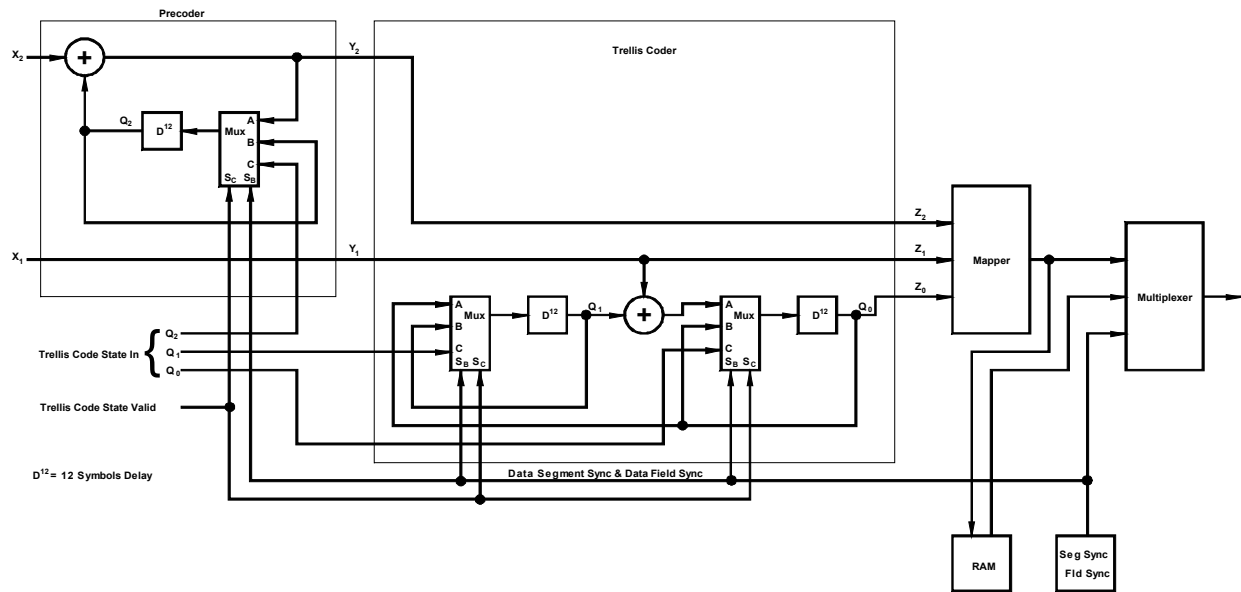 Precoder
X2
+
Y2
Trellis Coder
Q2
D12
Mux
A
B
C
SC SB
X1
Y1
Z2
Z1
Z0
Mapper
Multiplexer
A
B
C
Mux
SB SC
D12
Q1
+
A
B
C
Mux
SB SC
D12
Q0
Trellis Code State In { Q2
Q1
Q0
Trellis Code State Valid
D12 = 12 Symbols Delay
Data Segment Sync & Data Field Sync
RAM
Seg Sync
Fld Sync